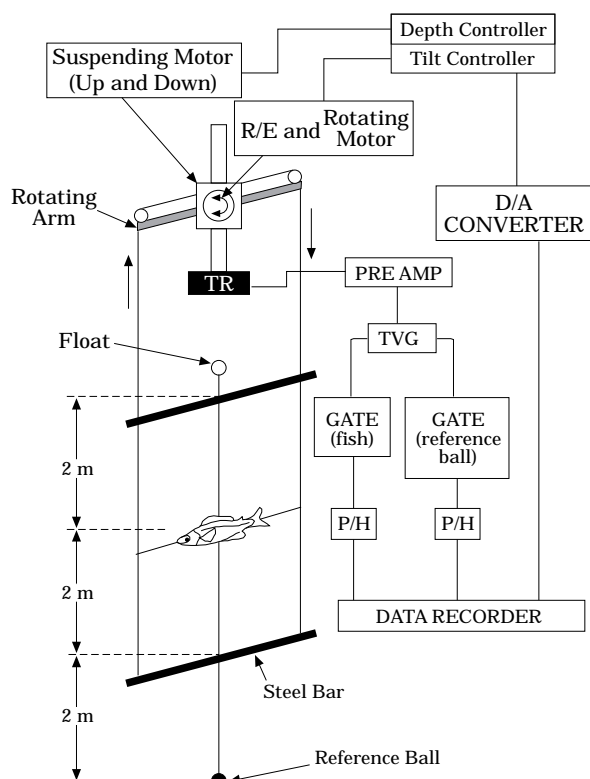 Depth Controller
Suspending Motor
(Up and Down)
Tilt Controller
R/E and Rotating
Motor
Rotating
Arm
D/A
CONVERTER
TR
PRE AMP
TVG
Float
GATE
(fish)
GATE
(reference
ball)
2 m
P/H
P/H
2 m
DATA RECORDER
Steel Bar
2 m
Reference Ball